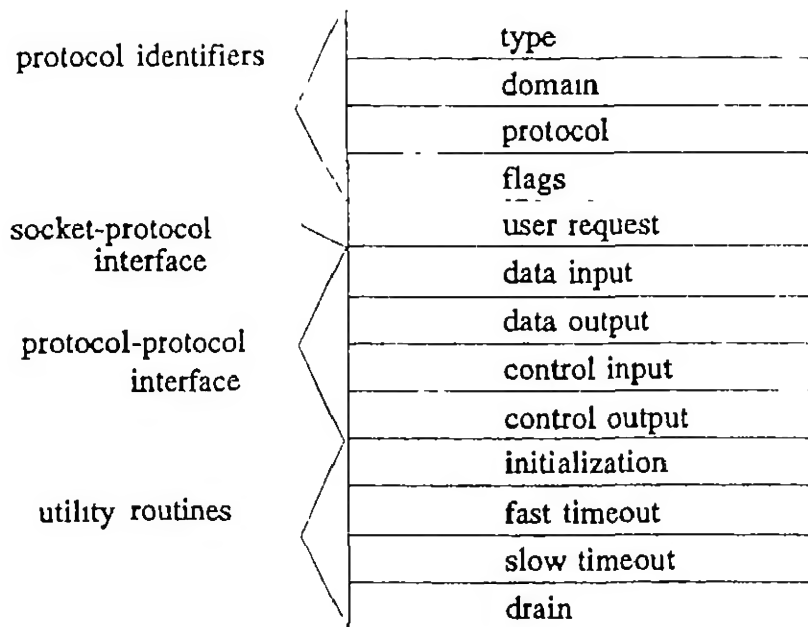 protocol identifiers
type
domain
protocol
flags
socket-protocol
interface
user request
protocol-protocol
interface
data input
data output
control input
control output
utility routines
initialization
fast timeout
slow timeout
drain